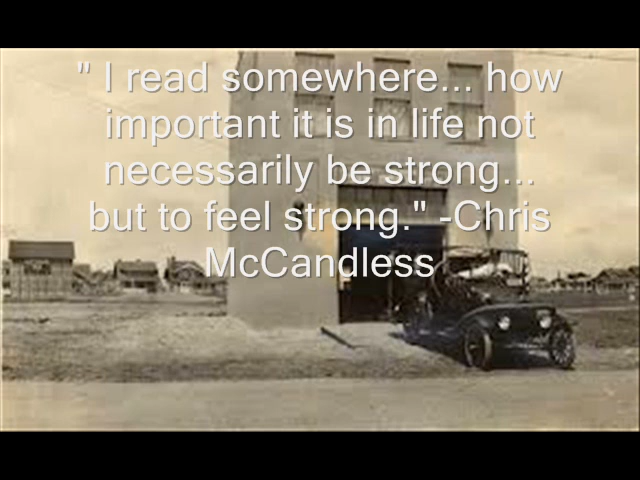 " I read somewhere... how
important it is in life not
necessarily be strong...
but to feel strong." -Chris
McCandless